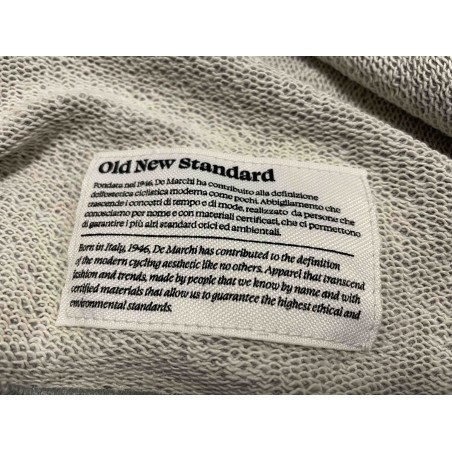 Old New Standard
Fondata nel 1946, De Marchi ha contributo alla definizione
dell'estetica ciclistica moderna come pochi. Abbigliamento che
trascende i concetti di tempo e di mode, realizzato da persone che
conosciamo per nome e con materiali certificati, che ci permettono
di garantire i più alti standard etici ed ambientali.
Born in Italy, 1946, De Marchi has contributed to the definition
of the modern cycling aesthetic like no others. Apparel that transcend
fashion and trends, made by people that we know by name and with
certified materials that allow us to guarantee the highest ethical and
environmental standards.